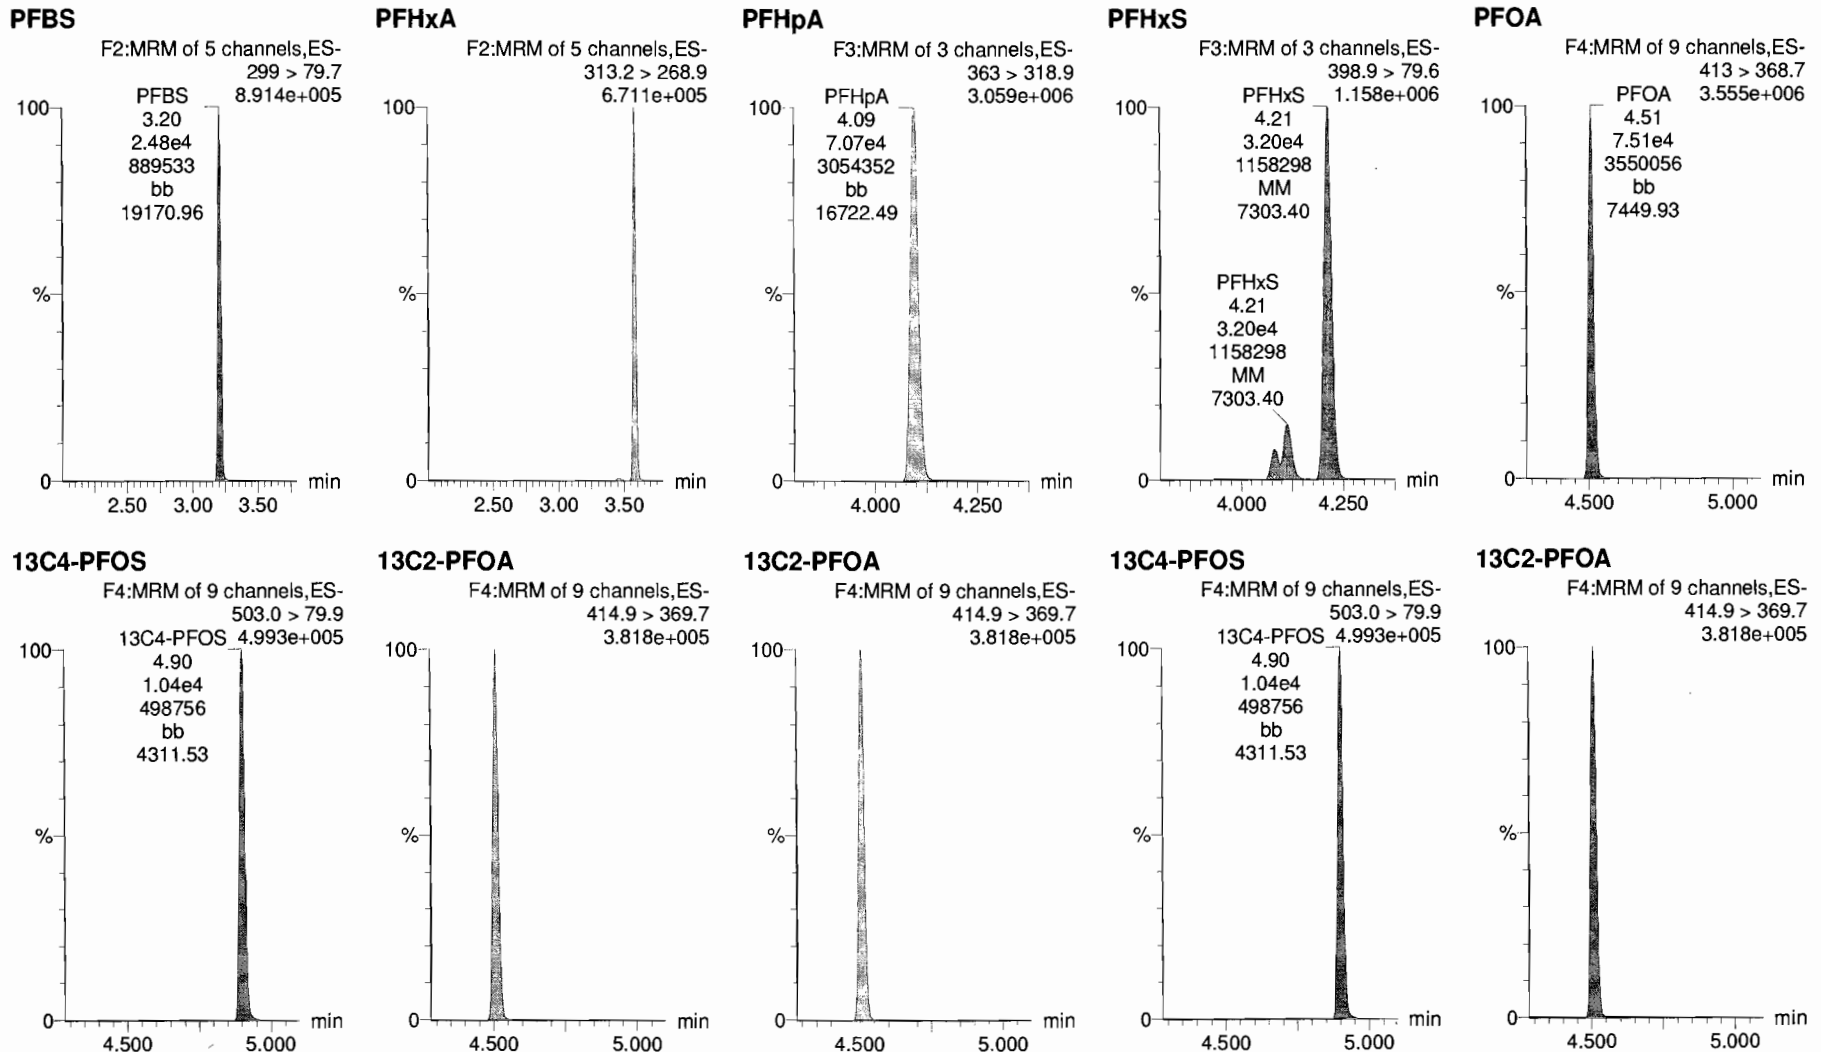 PFBS
F2:MRM of 5 channels,ES-
299 > 79.7
8.914e+005
PFBS
3.20
2.48e4
889533
bb
19170.96
100
%
0
2.50 3.00 3.50
min
PFHxA
F2:MRM of 5 channels,ES-
313.2 > 268.9
6.711e+005
100
%
0
2.50 3.00 3.50
min
PFHpA
F3:MRM of 3 channels,ES-
363 > 318.9
3.059e+006
PFHpA
4.09
7.07e4
3054352
bb
16722.49
100
%
0
4.000 4.250
min
PFHxS
F3:MRM of 3 channels,ES-
398.9 > 79.6
1.158e+006
PFHxS
4.21
3.20e4
1158298
MM
7303.40
PFHxS
4.21
3.20e4
1158298
MM
7303.40
100
%
0
4.000 4.250
min
PFOA
F4:MRM of 9 channels,ES-
413 > 368.7
3.555e+006
PFOA
4.51
7.51e4
3550056
bb
7449.93
100
%
0
4.500 5.000
min
13C4-PFOS
F4:MRM of 9 channels,ES-
503.0 > 79.9
13C4-PFOS 4.993e+005
4.90
1.04e4
498756
bb
4311.53
100
%
0
4.500 5.000
min
13C2-PFOA
F4:MRM of 9 channels,ES-
414.9 > 369.7
3.818e+005
100
%
0
4.500 5.000
min
13C2-PFOA
F4:MRM of 9 channels,ES-
414.9 > 369.7
3.818e+005
100
%
0
4.500 5.000
min
13C4-PFOS
F4:MRM of 9 channels,ES-
503.0 > 79.9
13C4-PFOS 4.993e+005
4.90
1.04e4
498756
bb
4311.53
100
%
0
4.500 5.000
min
13C2-PFOA
F4:MRM of 9 channels,ES-
414.9 > 369.7
3.818e+005
100
%
0
4.500 5.000
min